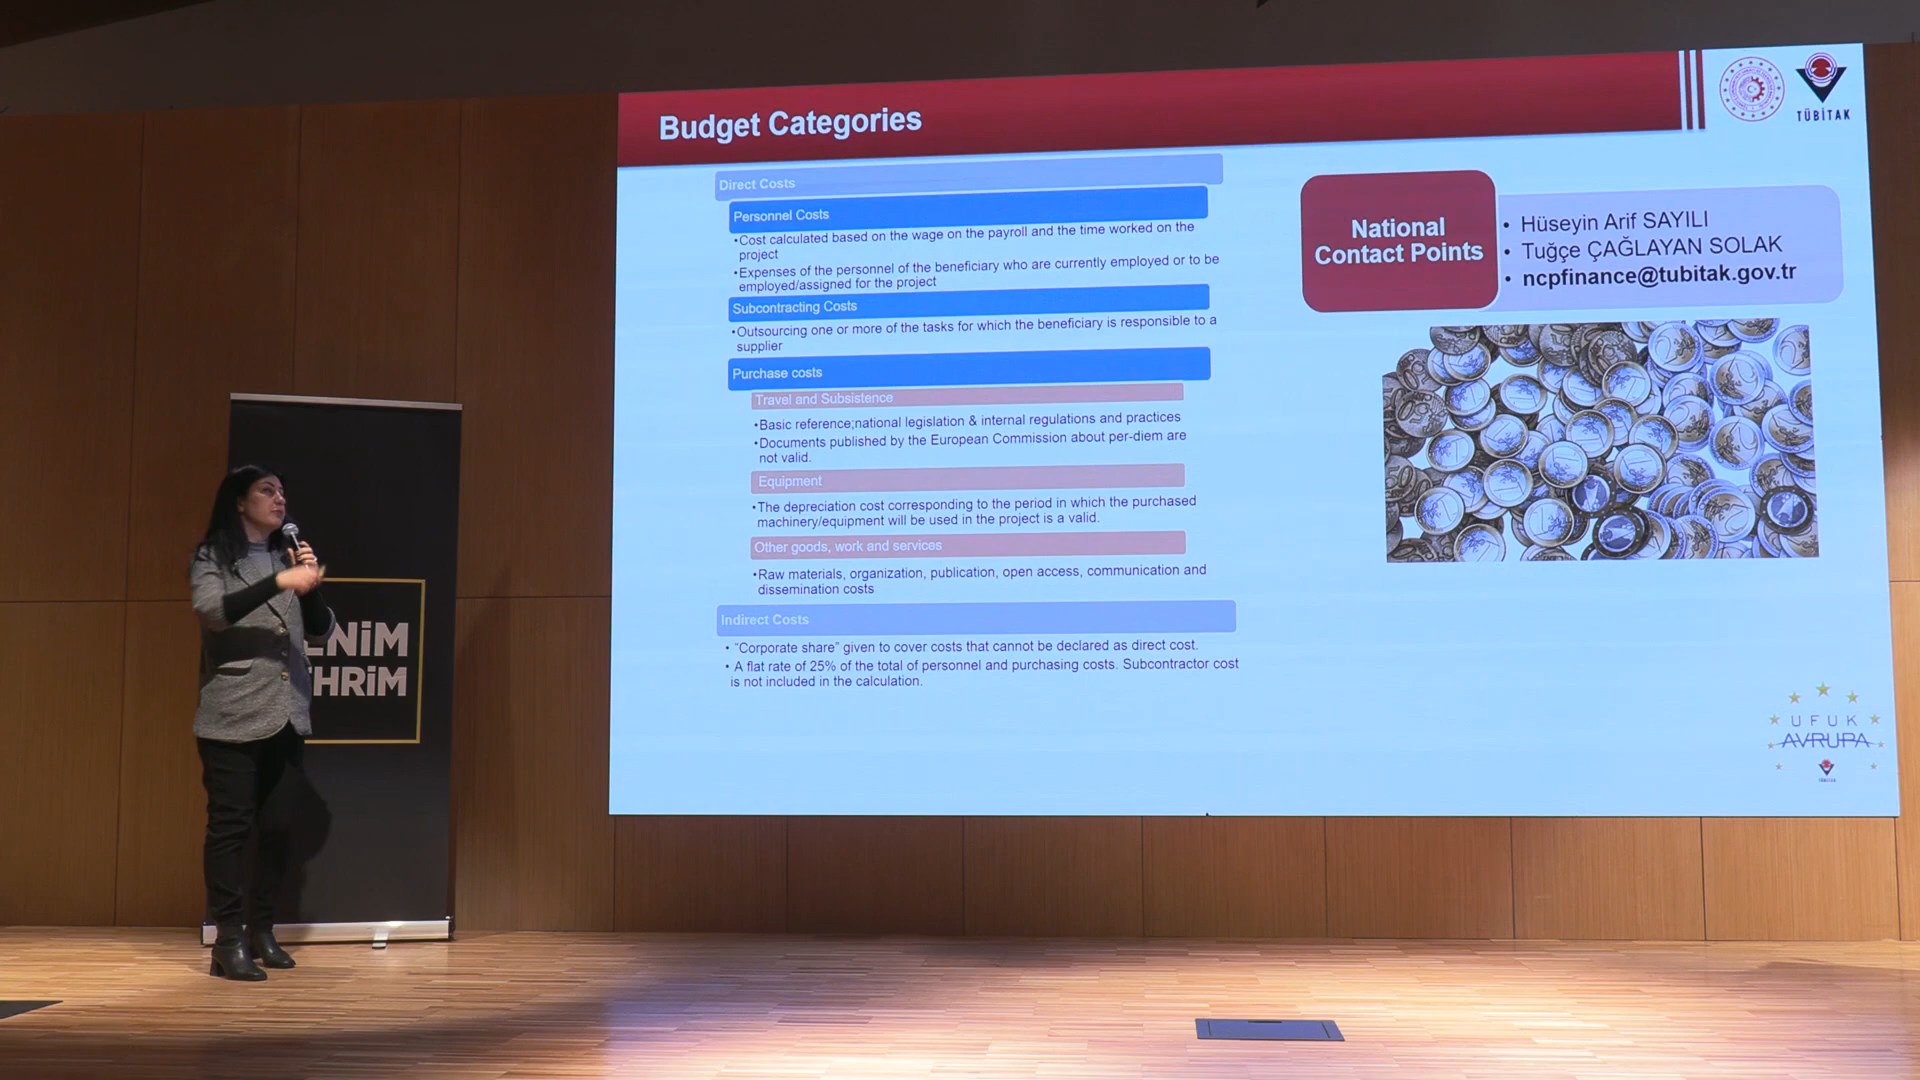 Budget Categories
TÜBİTAK
Direct Costs
Personnel Costs
•Cost calculated based on the wage on the payroll and the time worked on the
project
•Expenses of the personnel of the beneficiary who are currently employed or to be
employed/assigned for the project
Subcontracting Costs
•Outsourcing one or more of the tasks for which the beneficiary is responsible to a
supplier
Purchase costs
Travel and Subsistence
•Basic reference;national legislation & internal regulations and practices
•Documents published by the European Commission about per-diem are
not valid.
Equipment
•The depreciation cost corresponding to the period in which the purchased
machinery/equipment will be used in the project is a valid.
Other goods, work and services
•Raw materials, organization, publication, open access, communication and
dissemination costs
Indirect Costs
• “Corporate share” given to cover costs that cannot be declared as direct cost.
• A flat rate of 25% of the total of personnel and purchasing costs. Subcontractor cost
is not included in the calculation.
National
Contact Points
• Hüseyin Arif SAYILI
• Tuğçe ÇAĞLAYAN SOLAK
• ncpfinance@tubitak.gov.tr
UFUK
AVRUPA
ENİM
HRİM